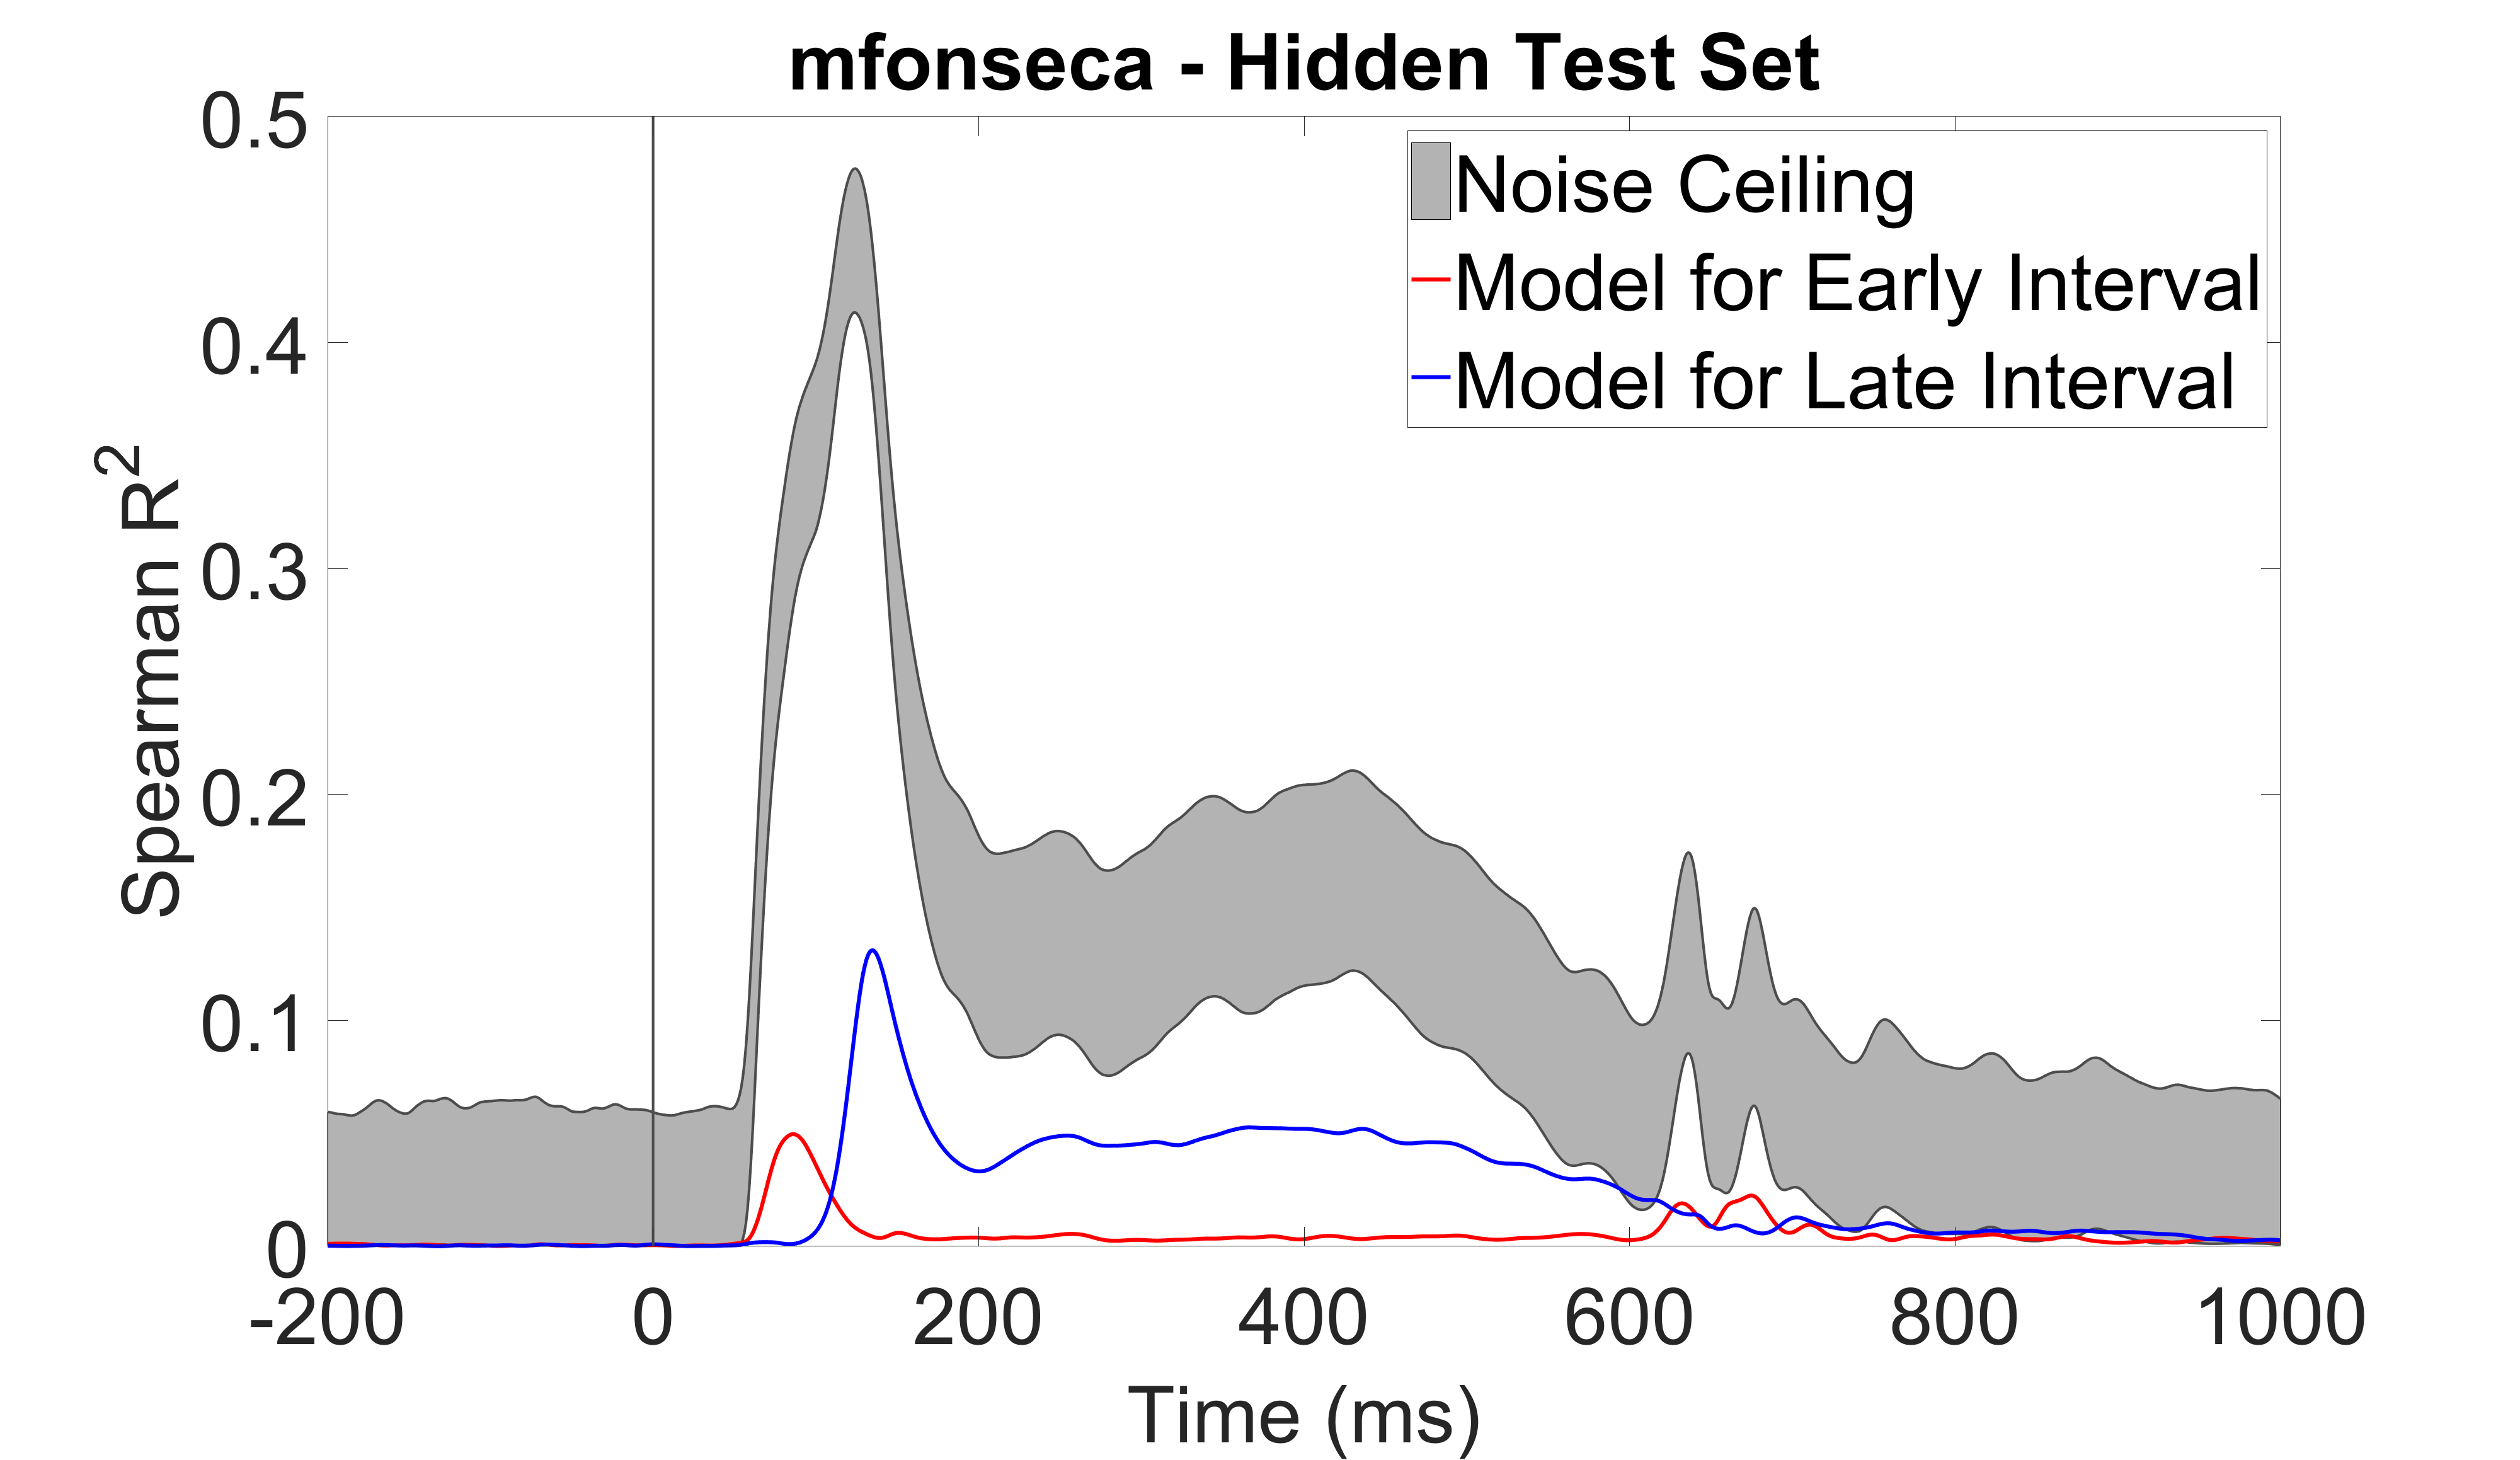 mfonseca - Hidden Test Set
0.5
0.4
0.3
0.2
0.1
0
Spearman R²
Noise Ceiling
Model for Early Interval
Model for Late Interval
-200 0 200 400 600 800 1000
Time (ms)